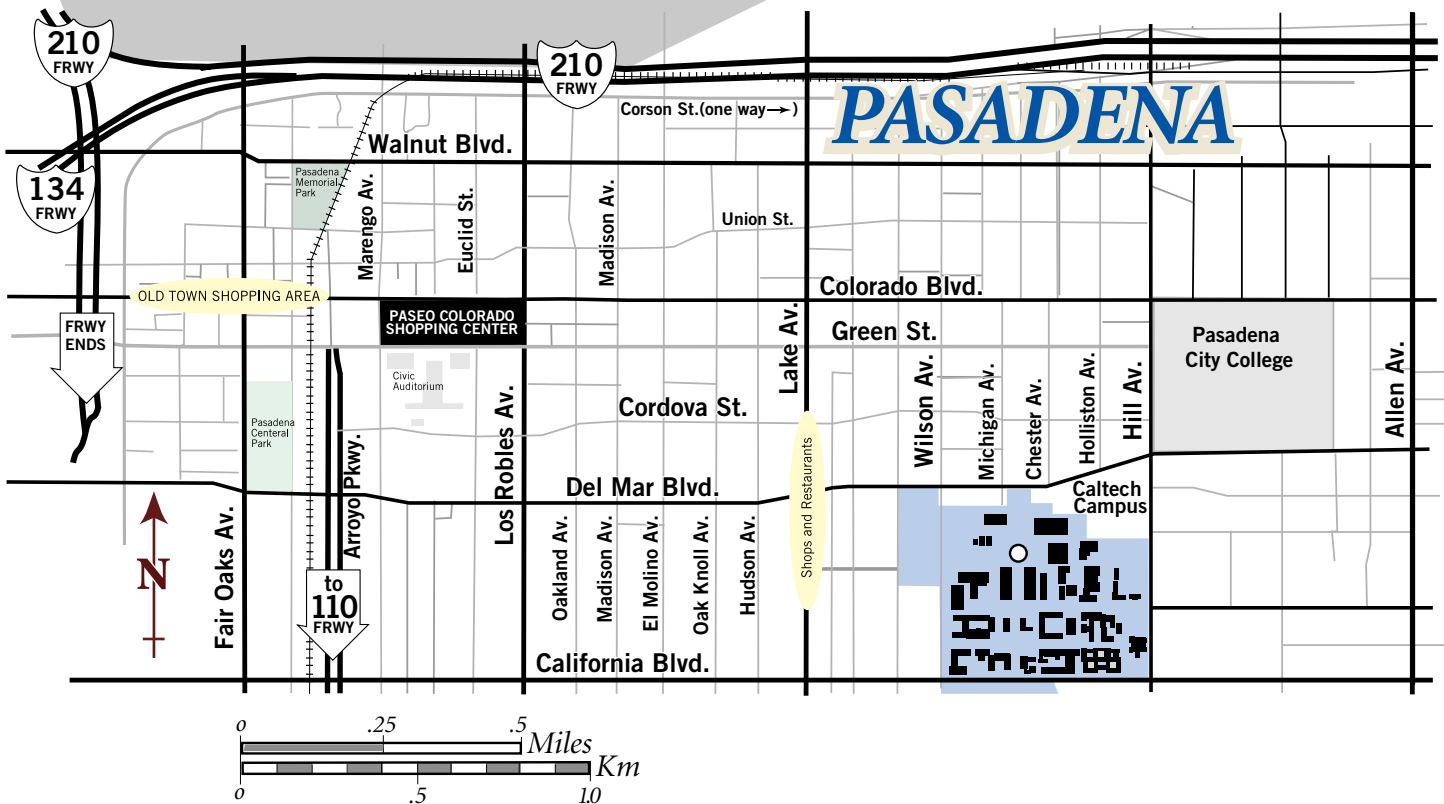 210
FRWY
210
FRWY
Corson St.(one way→)
PASADENA
Walnut Blvd.
134
FRWY
Pasadena
Memorial
Park
Marengo Av.
Euclid St.
Madison Av.
Union St.
OLD TOWN SHOPPING AREA
Colorado Blvd.
PASEO COLORADO
SHOPPING CENTER
FRWY
ENDS
Green St.
Lake Av.
Pasadena
City College
Civic
Auditorium
Wilson Av.
Michigan Av.
Chester Av.
Holliston Av.
Hill Av.
Allen Av.
Cordova St.
Pasadena
Centeral
Park
Arroyo Pkwy.
Los Robles Av.
Del Mar Blvd.
Caltech
Campus
Shops and Restaurants
N
Fair Oaks Av.
to
110
FRWY
Oakland Av.
Madison Av.
El Molino Av.
Oak Knoll Av.
Hudson Av.
California Blvd.
0 .25 .5 Miles
Km
0 .5 1.0